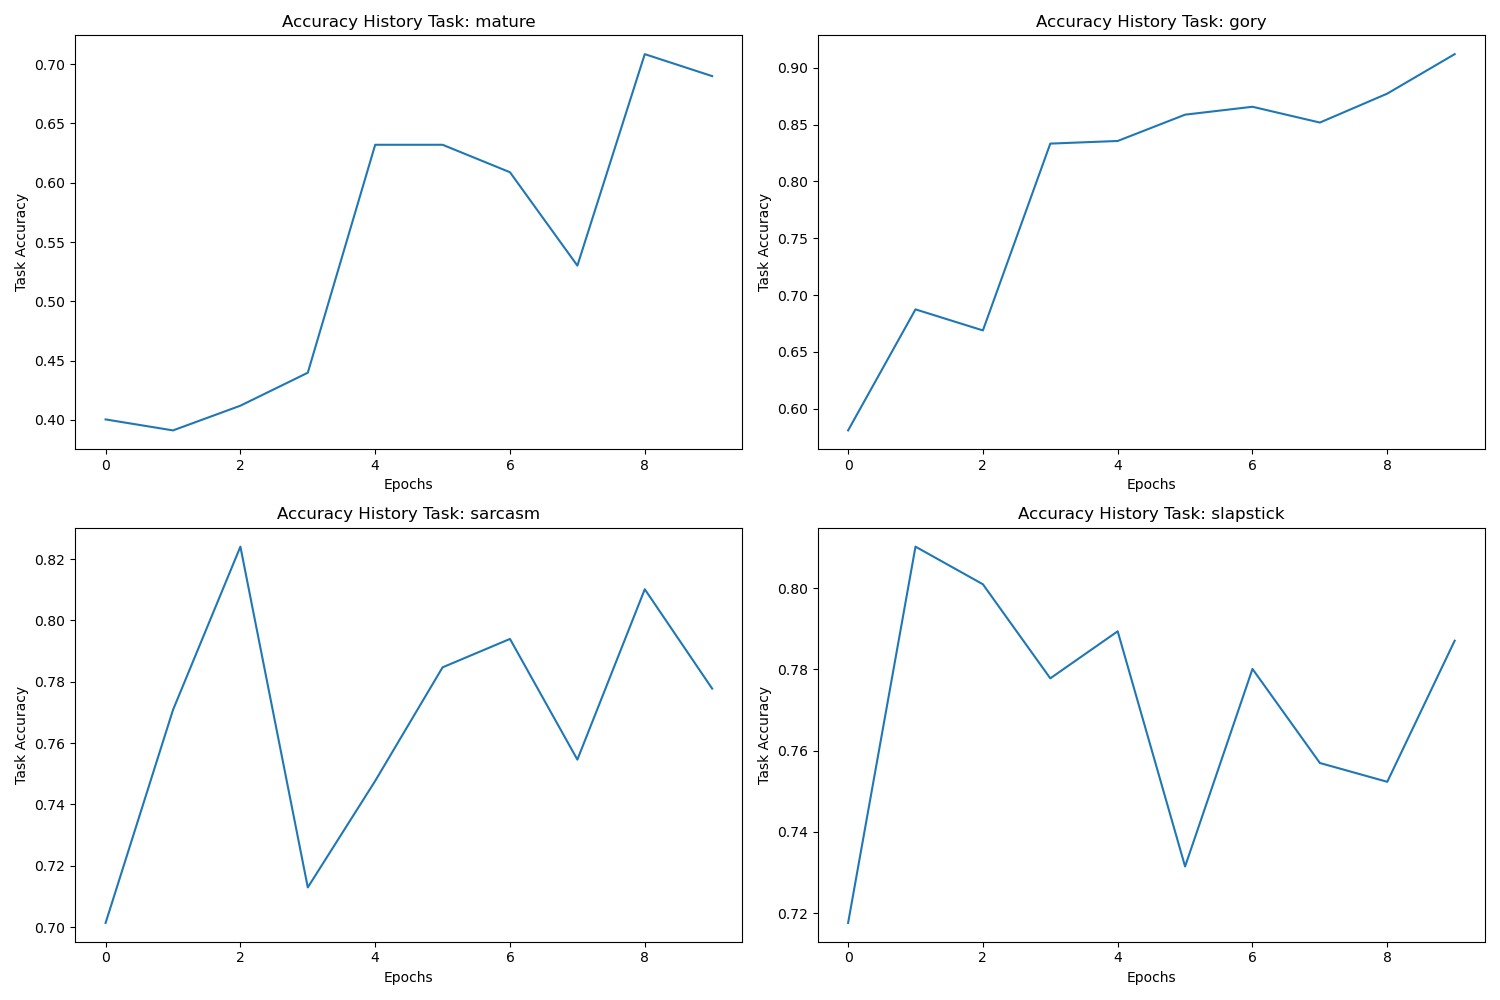 Accuracy History Task: mature
0.70
0.65
0.60
0.55
0.50
0.45
0.40
Task Accuracy
0 2 4 6 8
Epochs
Accuracy History Task: gory
0.90
0.85
0.80
0.75
0.70
0.65
0.60
Task Accuracy
0 2 4 6 8
Epochs
Accuracy History Task: sarcasm
0.82
0.80
0.78
0.76
0.74
0.72
0.70
Task Accuracy
0 2 4 6 8
Epochs
Accuracy History Task: slapstick
0.80
0.78
0.76
0.74
0.72
Task Accuracy
0 2 4 6 8
Epochs